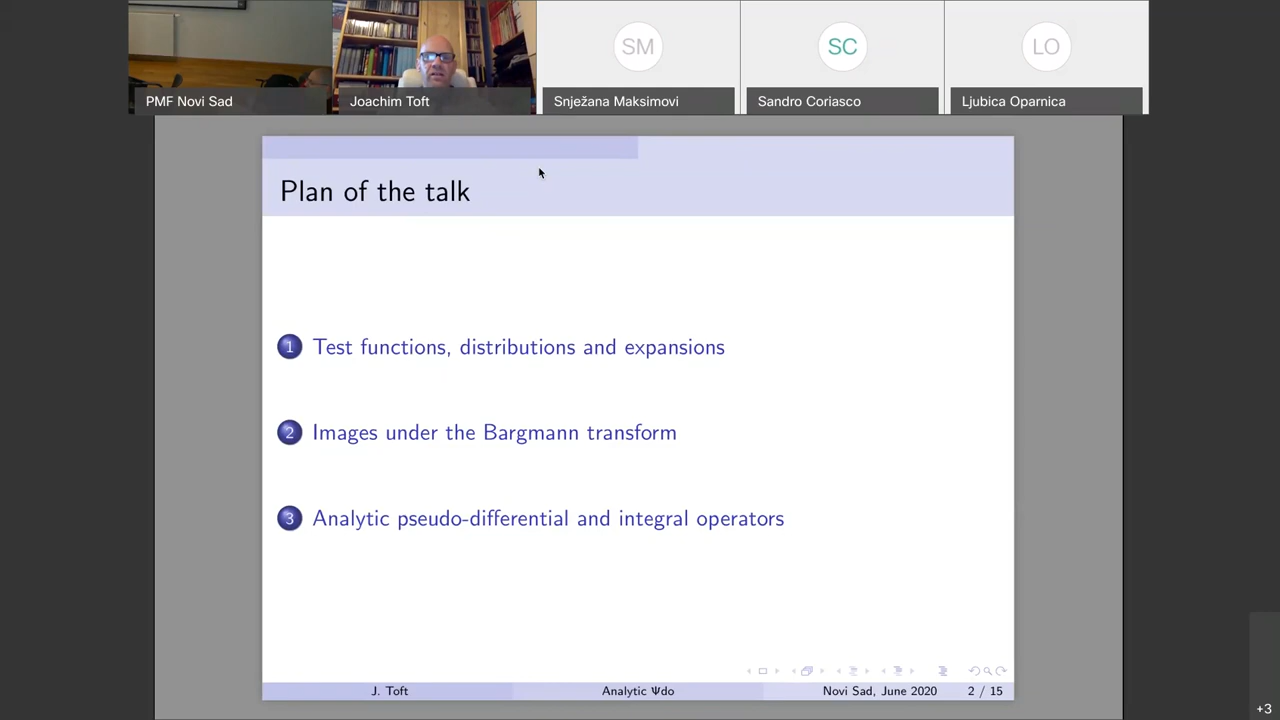 PMF Novi Sad
Joachim Toft
SM
Snježana Maksimovi
SC
Sandro Coriasco
LO
Ljubica Oparnica
Plan of the talk
1 Test functions, distributions and expansions
2 Images under the Bargmann transform
3 Analytic pseudo-differential and integral operators
J. Toft
Analytic Ψdo
Novi Sad, June 2020
2 / 15
+3